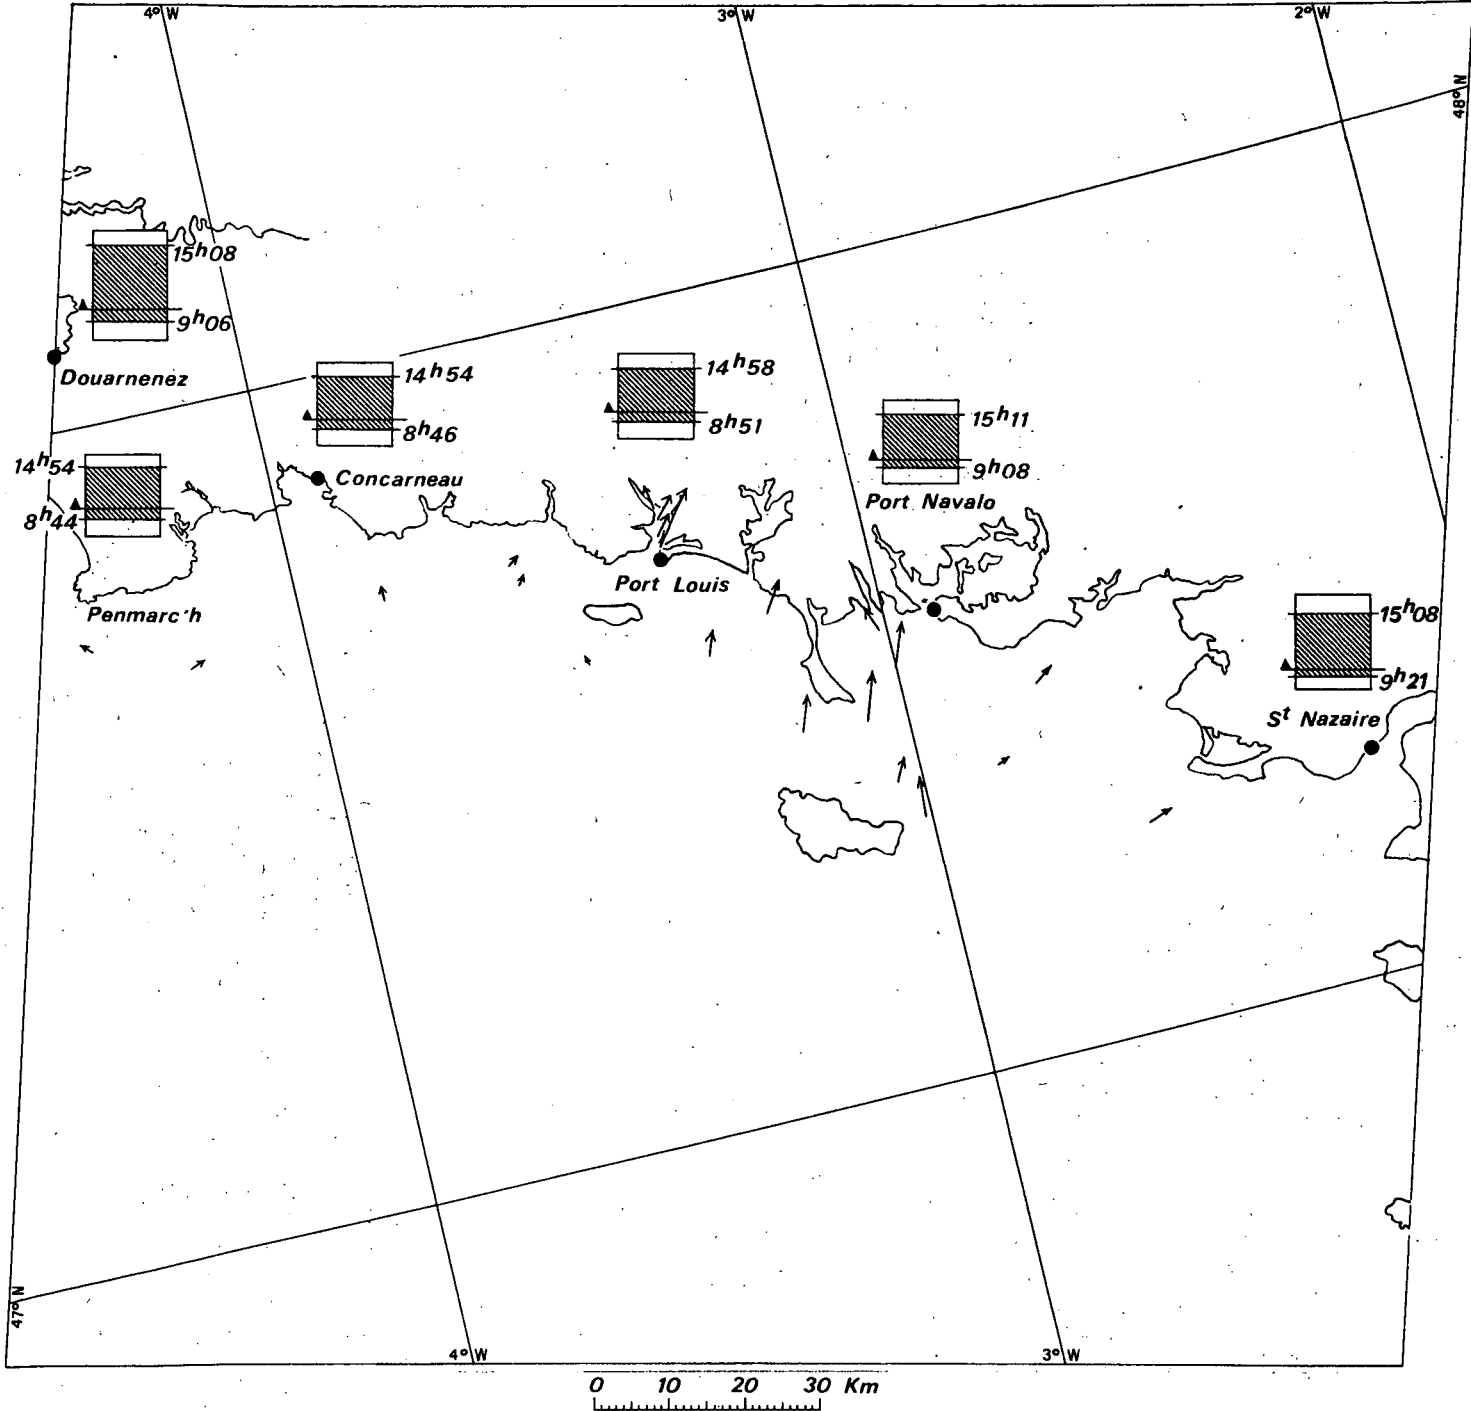 4° W
3° W
2° W
48° N
15h08
9h06
Douarnenez
14h54
8h46
Concarneau
14h58
8h51
Port Louis
15h11
9h08
Port Navalo
14h54
8h44
Penmarc'h
15h08
9h21
St Nazaire
47° N
4° W
3° W
0 10 20 30 Km